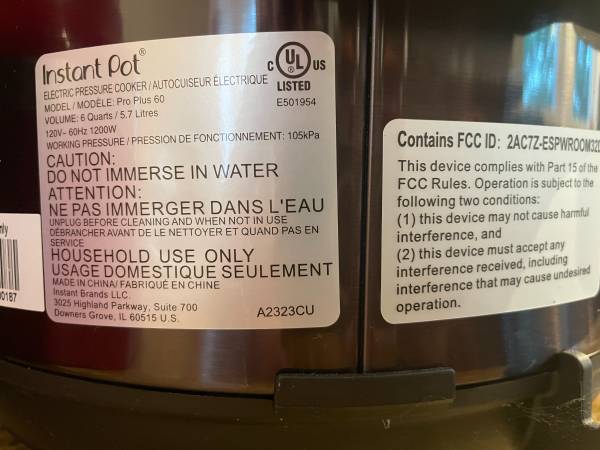 Instant Pot®
ELECTRIC PRESSURE COOKER / AUTOCUISEUR ÉLECTRIQUE
MODEL / MODÈLE: Pro Plus 60
VOLUME: 6 Quarts / 5.7 Litres
120V~ 60Hz 1200W
WORKING PRESSURE / PRESSION DE FONCTIONNEMENT: 105kPa
C UL US
LISTED
E501954
CAUTION:
DO NOT IMMERSE IN WATER
ATTENTION:
NE PAS IMMERGER DANS L'EAU
UNPLUG BEFORE CLEANING AND WHEN NOT IN USE
DÉBRANCHER AVANT DE LE NETTOYER ET QUAND PAS EN
SERVICE
HOUSEHOLD USE ONLY
USAGE DOMESTIQUE SEULEMENT
MADE IN CHINA/ FABRIQUÉ EN CHINE
Instant Brands LLC.
3025 Highland Parkway, Suite 700
Downers Grove, IL 60515 U.S.
A2323CU
Contains FCC ID: 2AC7Z-ESPWROOM32D
This device complies with Part 15 of the
FCC Rules. Operation is subject to the
following two conditions:
(1) this device may not cause harmful
interference, and
(2) this device must accept any
interference received, including
interference that may cause undesired
operation.
0187